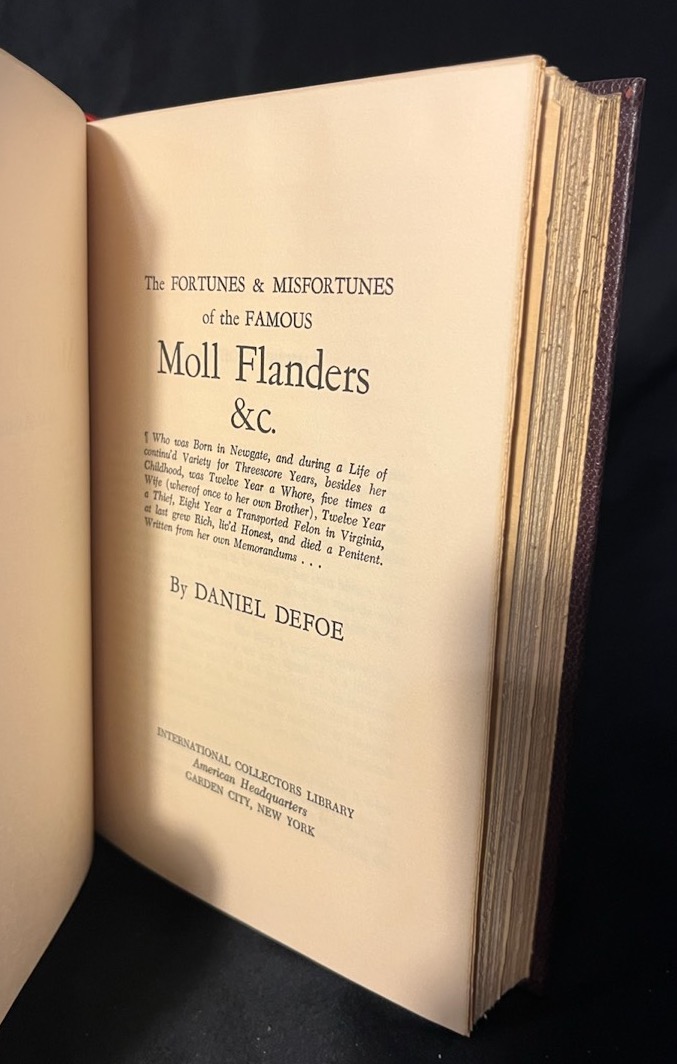 The FORTUNES & MISFORTUNES
of the FAMOUS
Moll Flanders
&c.
¶ Who was Born in Newgate, and during a Life of
continu'd Variety for Threescore Years, besides her
Childhood, was Twelve Year a Whore, five times a
Wife (whereof once to her own Brother), Twelve Year
a Thief, Eight Year a Transported Felon in Virginia,
at last grew Rich, liv'd Honest, and died a Penitent.
Written from her own Memorandums . . .
By DANIEL DEFOE
INTERNATIONAL COLLECTORS LIBRARY
American Headquarters
GARDEN CITY, NEW YORK